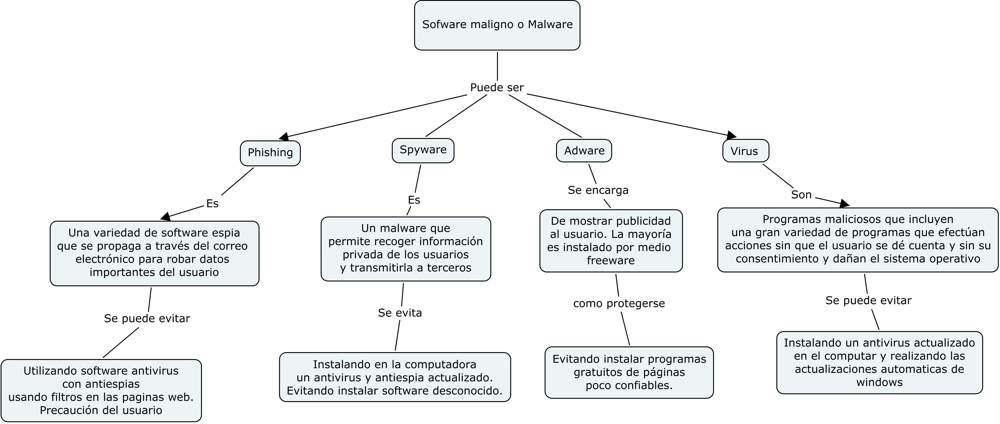 Sofware maligno o Malware
Puede ser
Phishing
Spyware
Adware
Virus
Es
Es
Se encarga
Son
Una variedad de software espia
que se propaga a través del correo
electrónico para robar datos
importantes del usuario
Un malware que
permite recoger información
privada de los usuarios
y transmitirla a terceros
De mostrar publicidad
al usuario. La mayoría
es instalado por medio
freeware
Programas maliciosos que incluyen
una gran variedad de programas que efectúan
acciones sin que el usuario se dé cuenta y sin su
consentimiento y dañan el sistema operativo
Se puede evitar
Se evita
como protegerse
Se puede evitar
Utilizando software antivirus
con antiespias
usando filtros en las paginas web.
Precaución del usuario
Instalando en la computadora
un antivirus y antiespia actualizado.
Evitando instalar software desconocido.
Evitando instalar programas
gratuitos de páginas
poco confiables.
Instalando un antivirus actualizado
en el computar y realizando las
actualizaciones automaticas de
windows